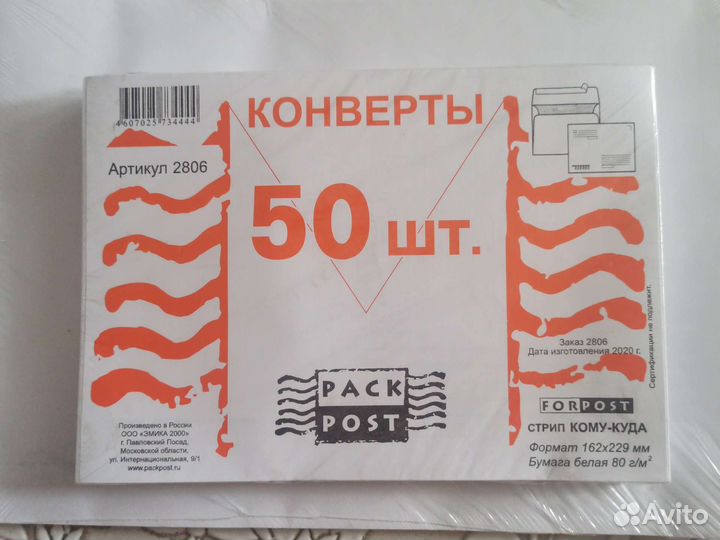 4607025734444
КОНВЕРТЫ
Артикул 2806
50 шт.
Заказ 2806
Дата изготовления 2020 г.
Сертификации не подлежит.
PACK
POST
FORPOST
стрип КОМУ-КУДА
Формат 162x229 мм
Бумага белая 80 г/м²
Произведено в России
ООО «ЭМИКА 2000»
г. Павловский Посад,
Московской области,
ул. Интернациональная, 9/1
www.packpost.ru
Avito